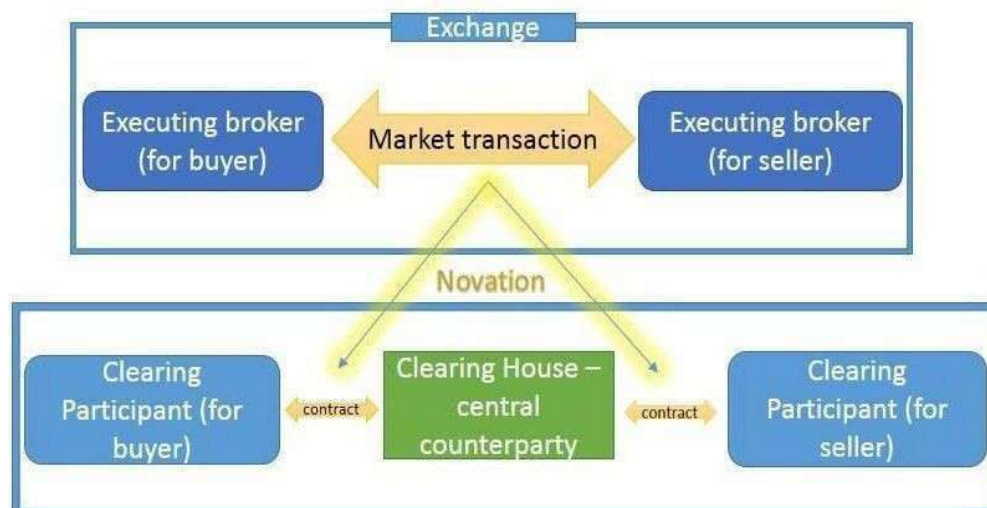 Exchange
Executing broker
(for buyer)
Market transaction
Executing broker
(for seller)
Novation
Clearing
Participant (for
buyer)
contract
Clearing House –
central
counterparty
contract
Clearing
Participant (for
seller)